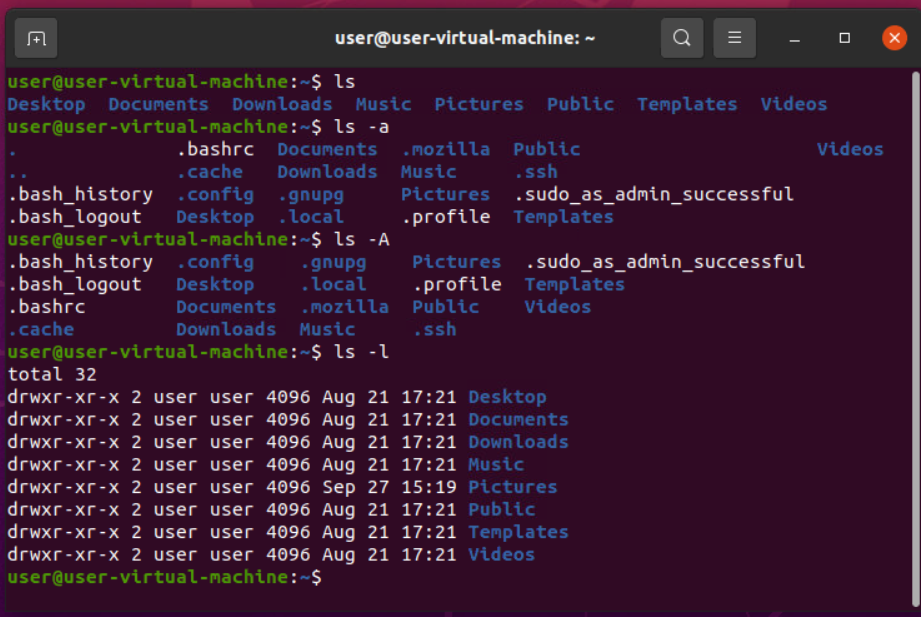 user@user-virtual-machine: ~
user@user-virtual-machine:~$ ls
Desktop  Documents  Downloads  Music  Pictures  Public  Templates  Videos
user@user-virtual-machine:~$ ls -a
.              .bashrc  Documents  .mozilla  Public                     Videos
..             .cache   Downloads  Music     .ssh
.bash_history  .config  .gnupg     Pictures  .sudo_as_admin_successful
.bash_logout   Desktop  .local     .profile  Templates
user@user-virtual-machine:~$ ls -A
.bash_history  .config    .gnupg    Pictures  .sudo_as_admin_successful
.bash_logout   Desktop    .local    .profile  Templates
.bashrc        Documents  .mozilla  Public    Videos
.cache         Downloads  Music     .ssh
user@user-virtual-machine:~$ ls -l
total 32
drwxr-xr-x 2 user user 4096 Aug 21 17:21 Desktop
drwxr-xr-x 2 user user 4096 Aug 21 17:21 Documents
drwxr-xr-x 2 user user 4096 Aug 21 17:21 Downloads
drwxr-xr-x 2 user user 4096 Aug 21 17:21 Music
drwxr-xr-x 2 user user 4096 Sep 27 15:19 Pictures
drwxr-xr-x 2 user user 4096 Aug 21 17:21 Public
drwxr-xr-x 2 user user 4096 Aug 21 17:21 Templates
drwxr-xr-x 2 user user 4096 Aug 21 17:21 Videos
user@user-virtual-machine:~$